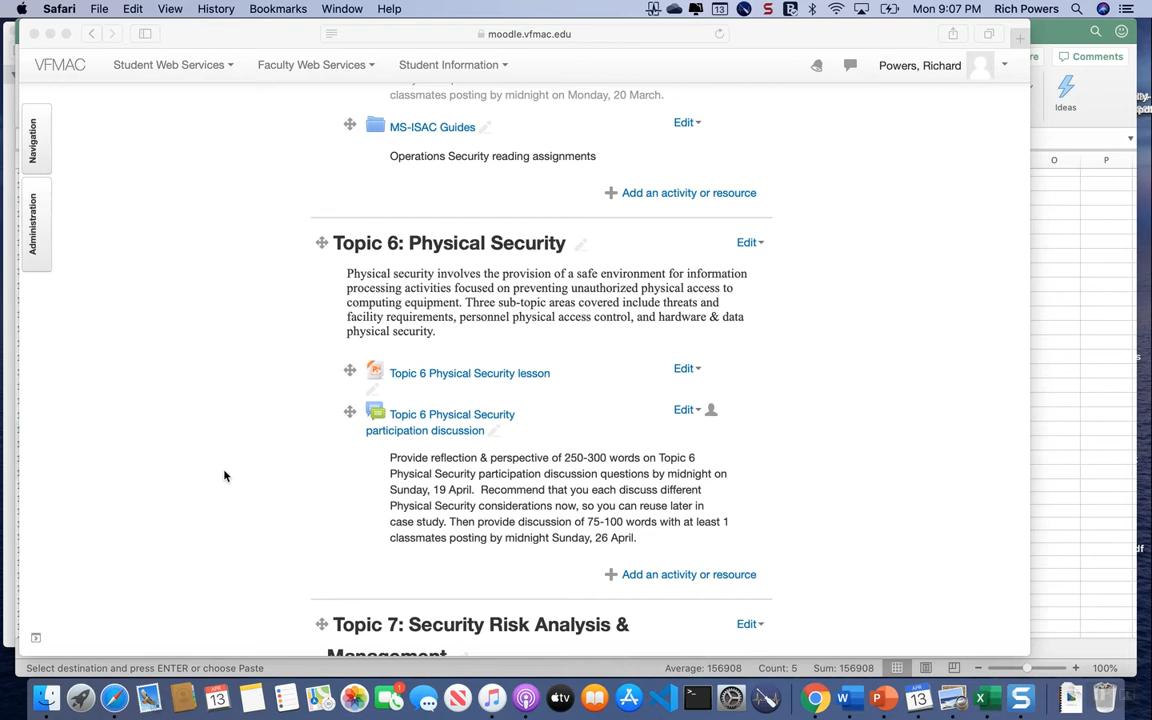 Safari File Edit View History Bookmarks Window Help 13 Mon 9:07 PM Rich Powers
moodle.vfmac.edu
VFMAC Student Web Services Faculty Web Services Student Information Powers, Richard
re Comments
Ideas
Navigation
Administration
O P
classmates posting by midnight on Monday, 20 March.
MS-ISAC Guides Edit
Operations Security reading assignments
Add an activity or resource
Topic 6: Physical Security Edit
Physical security involves the provision of a safe environment for information
processing activities focused on preventing unauthorized physical access to
computing equipment. Three sub-topic areas covered include threats and
facility requirements, personnel physical access control, and hardware & data
physical security.
Topic 6 Physical Security lesson Edit
Topic 6 Physical Security Edit
participation discussion
Provide reflection & perspective of 250-300 words on Topic 6
Physical Security participation discussion questions by midnight on
Sunday, 19 April. Recommend that you each discuss different
Physical Security considerations now, so you can reuse later in
case study. Then provide discussion of 75-100 words with at least 1
classmates posting by midnight Sunday, 26 April.
Add an activity or resource
Topic 7: Security Risk Analysis & Edit
Management
Select destination and press ENTER or choose Paste Average: 156908 Count: 5 Sum: 156908 100%